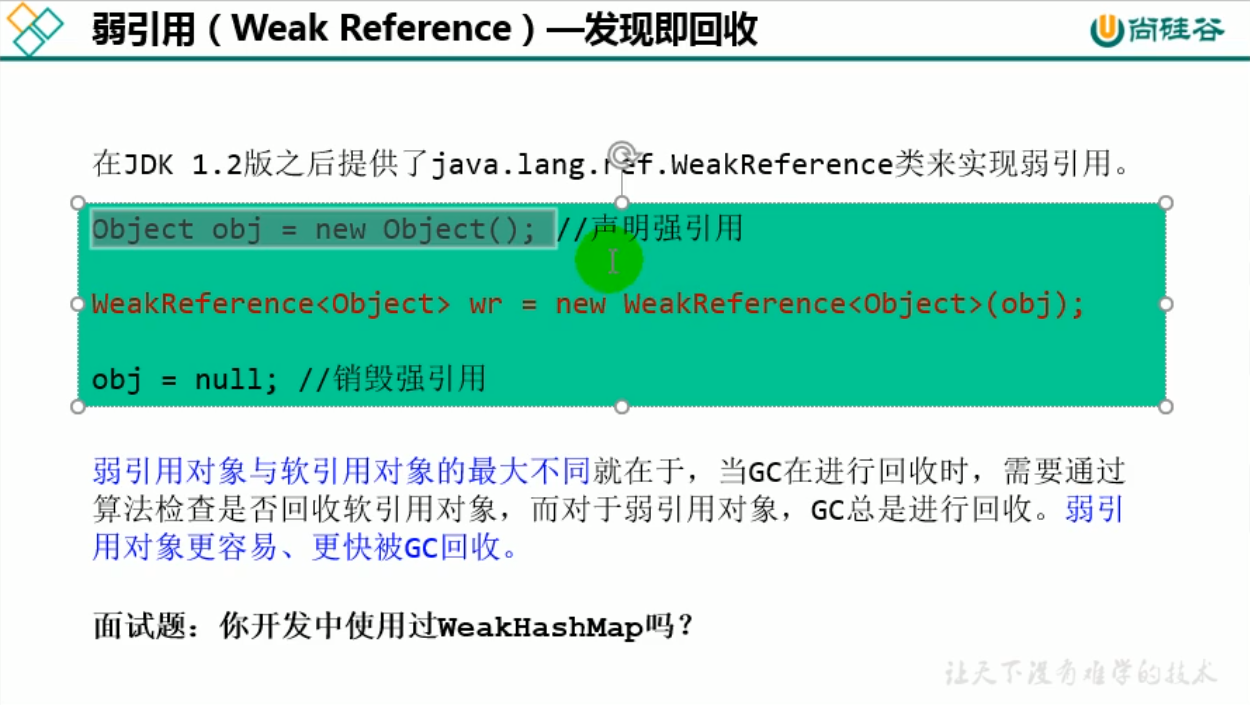 弱引用（Weak Reference）—发现即回收
尚硅谷
在JDK 1.2版之后提供了java.lang.ref.WeakReference类来实现弱引用。
Object obj = new Object(); //声明强引用
WeakReference<Object> wr = new WeakReference<Object>(obj);
obj = null; //销毁强引用
弱引用对象与软引用对象的最大不同就在于，当GC在进行回收时，需要通过
算法检查是否回收软引用对象，而对于弱引用对象，GC总是进行回收。弱引
用对象更容易、更快被GC回收。
面试题：你开发中使用过WeakHashMap吗？
让天下没有难学的技术